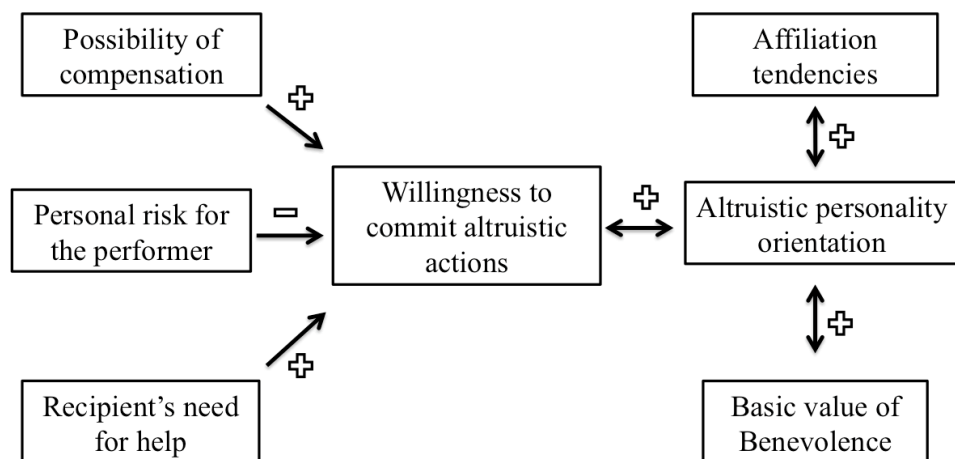 Possibility of
compensation
Affiliation
tendencies
Personal risk for
the performer
Willingness to
commit altruistic
actions
Altruistic personality
orientation
Recipient’s need
for help
Basic value of
Benevolence